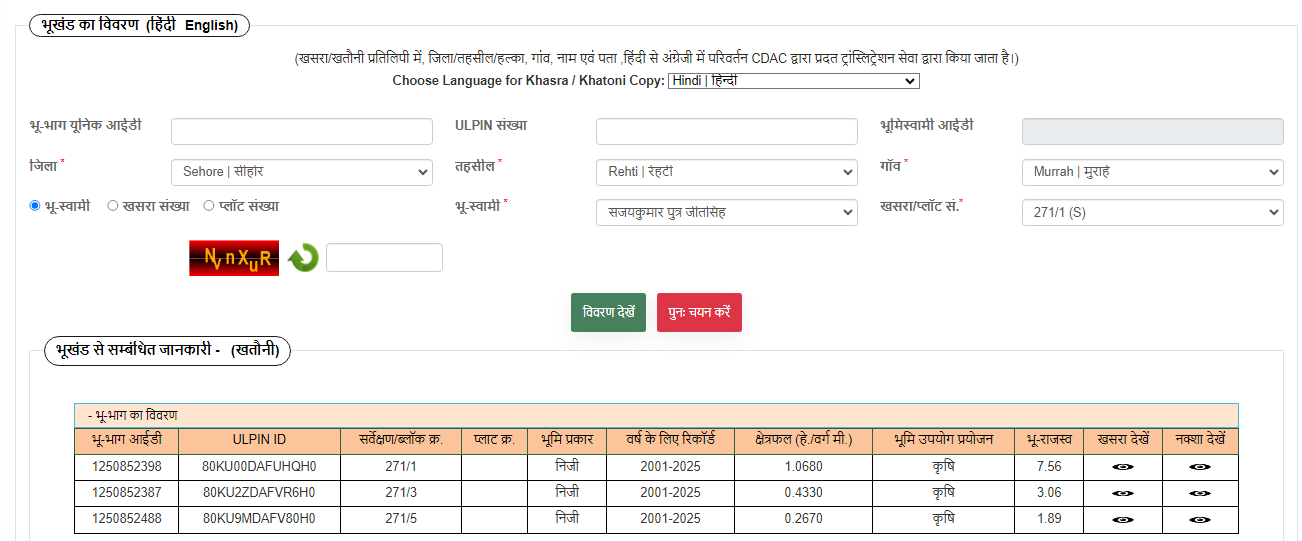 भूखंड का विवरण (हिंदी English)
(खसरा/खतौनी प्रतिलिपी में, जिला/तहसील/हल्का, गांव, नाम एवं पता ,हिंदी से अंग्रेजी में परिवर्तन CDAC द्वारा प्रदत ट्रांस्लिट्रेशन सेवा द्वारा किया जाता है।)
Choose Language for Khasra / Khatoni Copy: Hindi | हिन्दी
भू-भाग यूनिक आईडी ULPIN संख्या भूमिस्वामी आईडी
जिला * Sehore | सीहोर तहसील * Rehti | रेहटी गाँव * Murrah | मुराह
भू-स्वामी खसरा संख्या प्लॉट संख्या भू-स्वामी * सजयकुमार पुत्र जीतसिह खसरा/प्लॉट सं.* 271/1 (S)
NvnXuR
विवरण देखें पुनः चयन करें
भूखंड से सम्बंधित जानकारी - (खतौनी)
- भू-भाग का विवरण
भू-भाग आईडी ULPIN ID सर्वेक्षण/ब्लॉक क्र. प्लाट क्र. भूमि प्रकार वर्ष के लिए रिकॉर्ड क्षेत्रफल (हे./वर्ग मी.) भूमि उपयोग प्रयोजन भू-राजस्व खसरा देखें नक्शा देखें
1250852398 80KU00DAFUHQH0 271/1 निजी 2001-2025 1.0680 कृषि 7.56
1250852387 80KU2ZDAFVR6H0 271/3 निजी 2001-2025 0.4330 कृषि 3.06
1250852488 80KU9MDAFV80H0 271/5 निजी 2001-2025 0.2670 कृषि 1.89